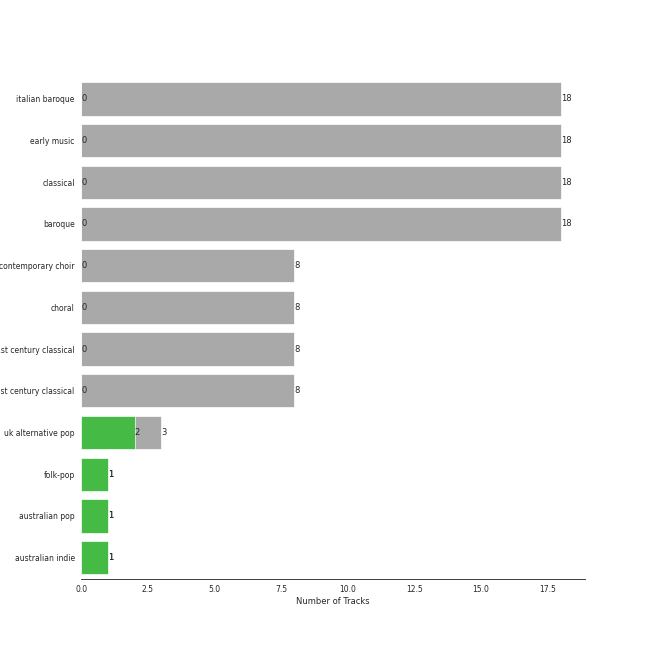 italian baroque 0 18
early music 0 18
classical 0 18
baroque 0 18
contemporary choir 0 8
choral 0 8
st century classical 0 8
st century classical 0 8
uk alternative pop 2 3
folk-pop 1
australian pop 1
australian indie 1
0.0 2.5 5.0 7.5 10.0 12.5 15.0 17.5
Number of Tracks